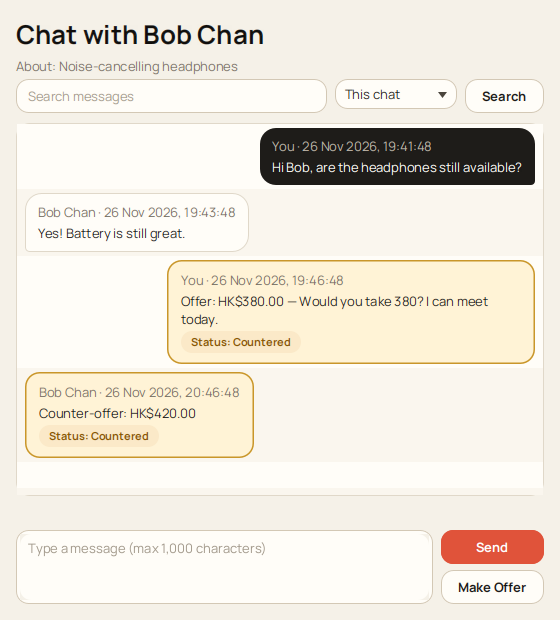 Chat with Bob Chan
About: Noise-cancelling headphones
Search messages
This chat
Search
You · 26 Nov 2026, 19:41:48
Hi Bob, are the headphones still available?
Bob Chan · 26 Nov 2026, 19:43:48
Yes! Battery is still great.
You · 26 Nov 2026, 19:46:48
Offer: HK$380.00 — Would you take 380? I can meet
today.
Status: Countered
Bob Chan · 26 Nov 2026, 20:46:48
Counter-offer: HK$420.00
Status: Countered
Type a message (max 1,000 characters)
Send
Make Offer